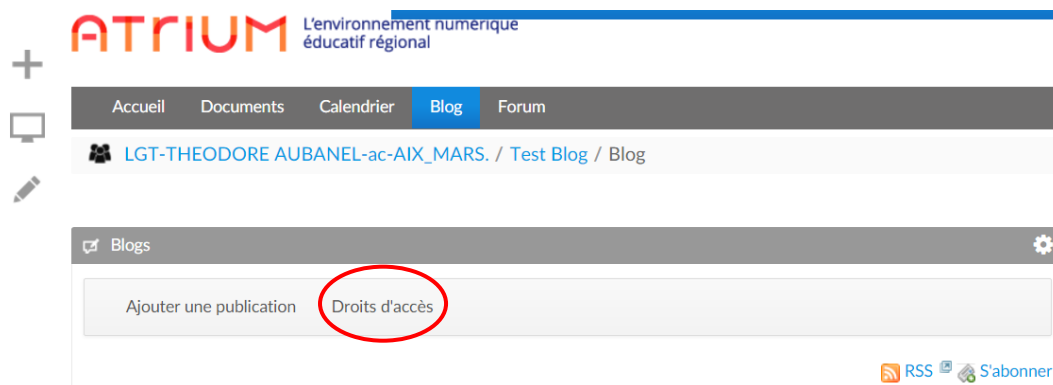 ATrIUM L'environnement numérique
éducatif régional
Accueil Documents Calendrier Blog Forum
LGT-THEODORE AUBANEL-ac-AIX_MARS. / Test Blog / Blog
Blogs
Ajouter une publication Droits d'accès
RSS S'abonner